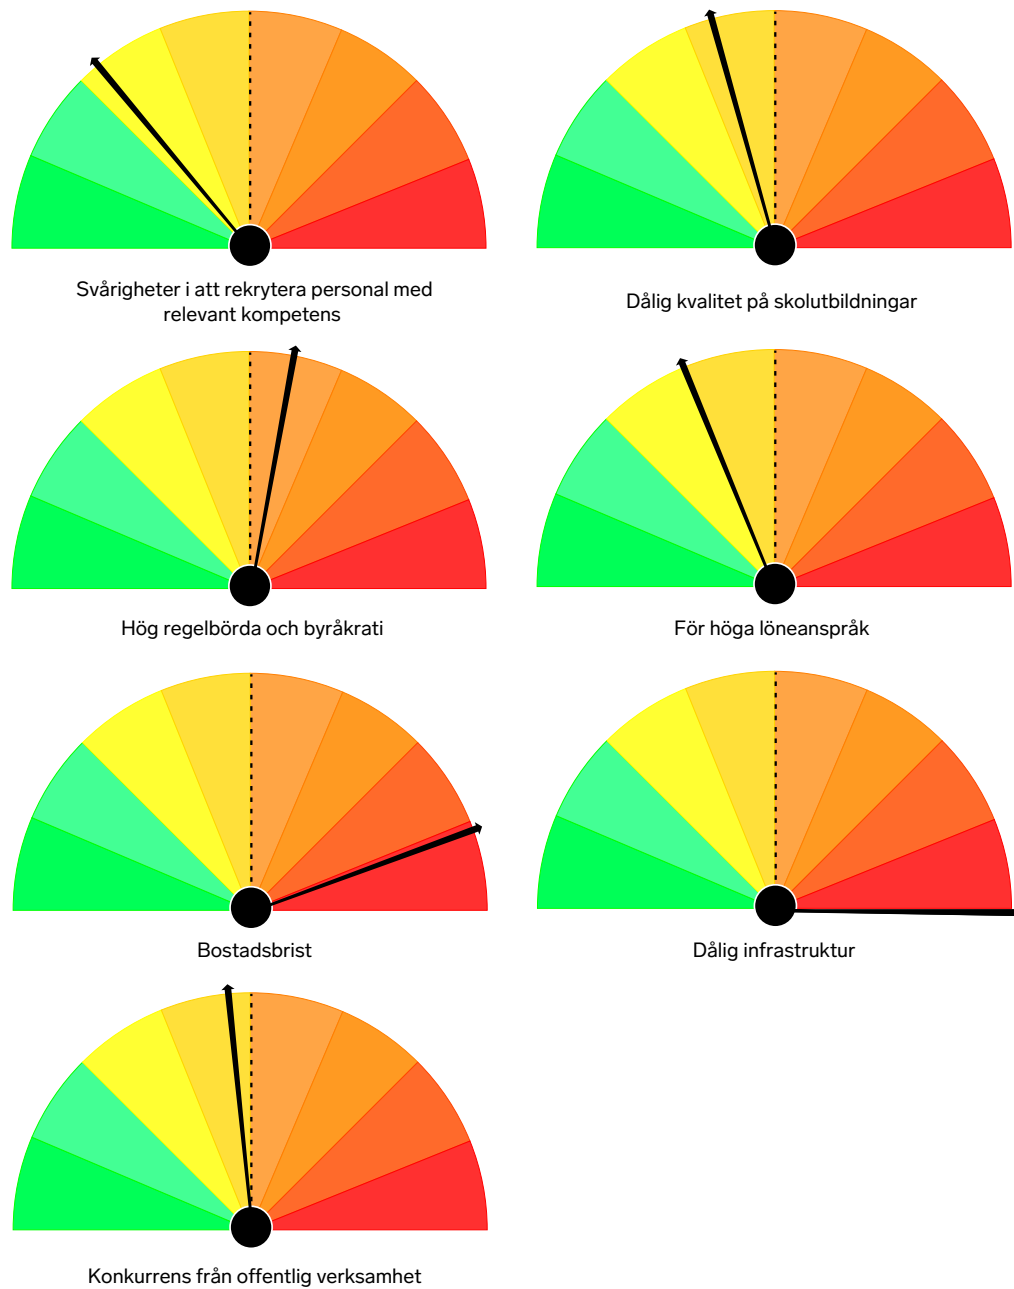 Svårigheter i att rekrytera personal med
relevant kompetens
Dålig kvalitet på skolutbildningar
Hög regelbörda och byråkrati
För höga löneanspråk
Bostadsbrist
Dålig infrastruktur
Konkurrens från offentlig verksamhet